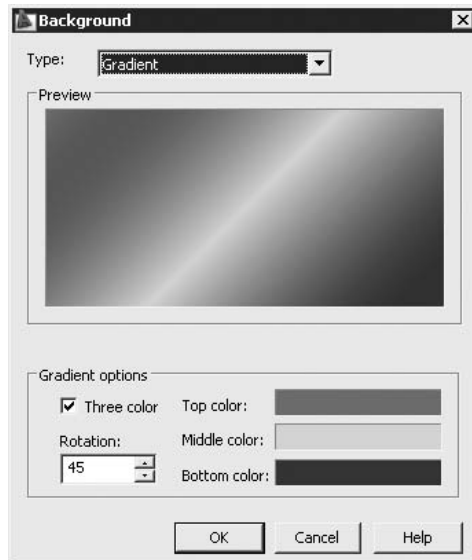 Background
Type: Gradient
Preview
Gradient options
Three color
Top color:
Rotation:
Middle color:
45
Bottom color:
OK Cancel Help